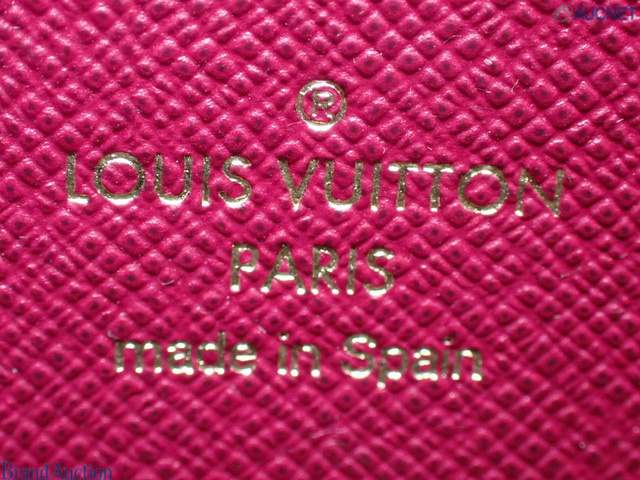 AUCNET
®
LOUIS VUITTON
PARIS
made in Spain
Brand Auction